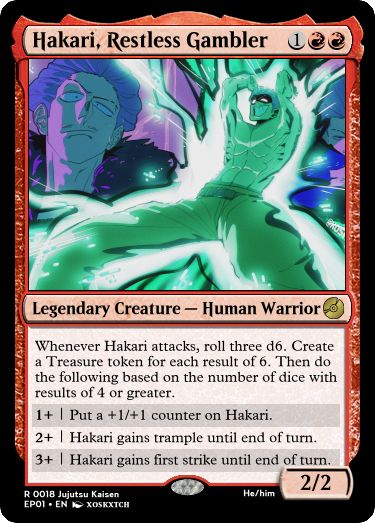 Hakari, Restless Gambler 1
Legendary Creature — Human Warrior
Whenever Hakari attacks, roll three d6. Create
a Treasure token for each result of 6. Then do
the following based on the number of dice with
results of 4 or greater.
1+ | Put a +1/+1 counter on Hakari.
2+ | Hakari gains trample until end of turn.
3+ | Hakari gains first strike until end of turn.
2/2
R 0018 Jujutsu Kaisen He/him
EP01 • EN XOSKXTCH